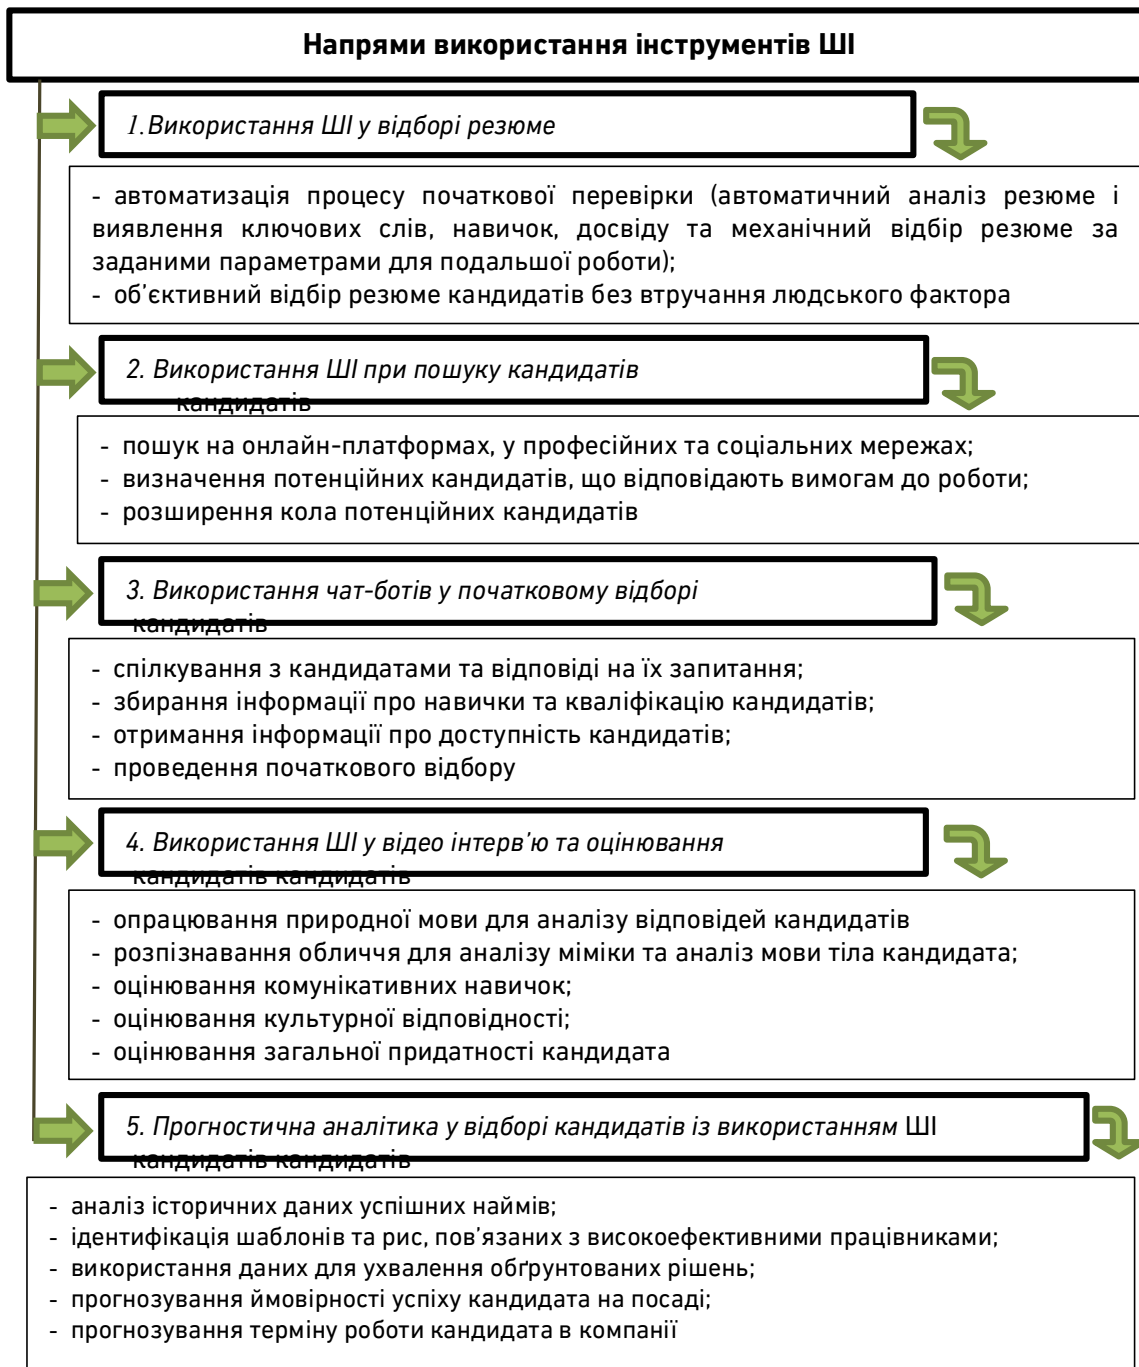 Напрями використання інструментів ШІ
1. Використання ШІ у відборі резюме
- автоматизація процесу початкової перевірки (автоматичний аналіз резюме і
виявлення ключових слів, навичок, досвіду та механічний відбір резюме за
заданими параметрами для подальшої роботи);
- об’єктивний відбір резюме кандидатів без втручання людського фактора
2. Використання ШІ при пошуку кандидатів
кандидатів
- пошук на онлайн-платформах, у професійних та соціальних мережах;
- визначення потенційних кандидатів, що відповідають вимогам до роботи;
- розширення кола потенційних кандидатів
3. Використання чат-ботів у початковому відборі
кандидатів
- спілкування з кандидатами та відповіді на їх запитання;
- збирання інформації про навички та кваліфікацію кандидатів;
- отримання інформації про доступність кандидатів;
- проведення початкового відбору
4. Використання ШІ у відео інтерв’ю та оцінювання
кандидатів кандидатів
- опрацювання природної мови для аналізу відповідей кандидатів
- розпізнавання обличчя для аналізу міміки та аналіз мови тіла кандидата;
- оцінювання комунікативних навичок;
- оцінювання культурної відповідності;
- оцінювання загальної придатності кандидата
5. Прогностична аналітика у відборі кандидатів із використанням ШІ
кандидатів кандидатів
- аналіз історичних даних успішних наймів;
- ідентифікація шаблонів та рис, пов’язаних з високоефективними працівниками;
- використання даних для ухвалення обґрунтованих рішень;
- прогнозування ймовірності успіху кандидата на посаді;
- прогнозування терміну роботи кандидата в компанії